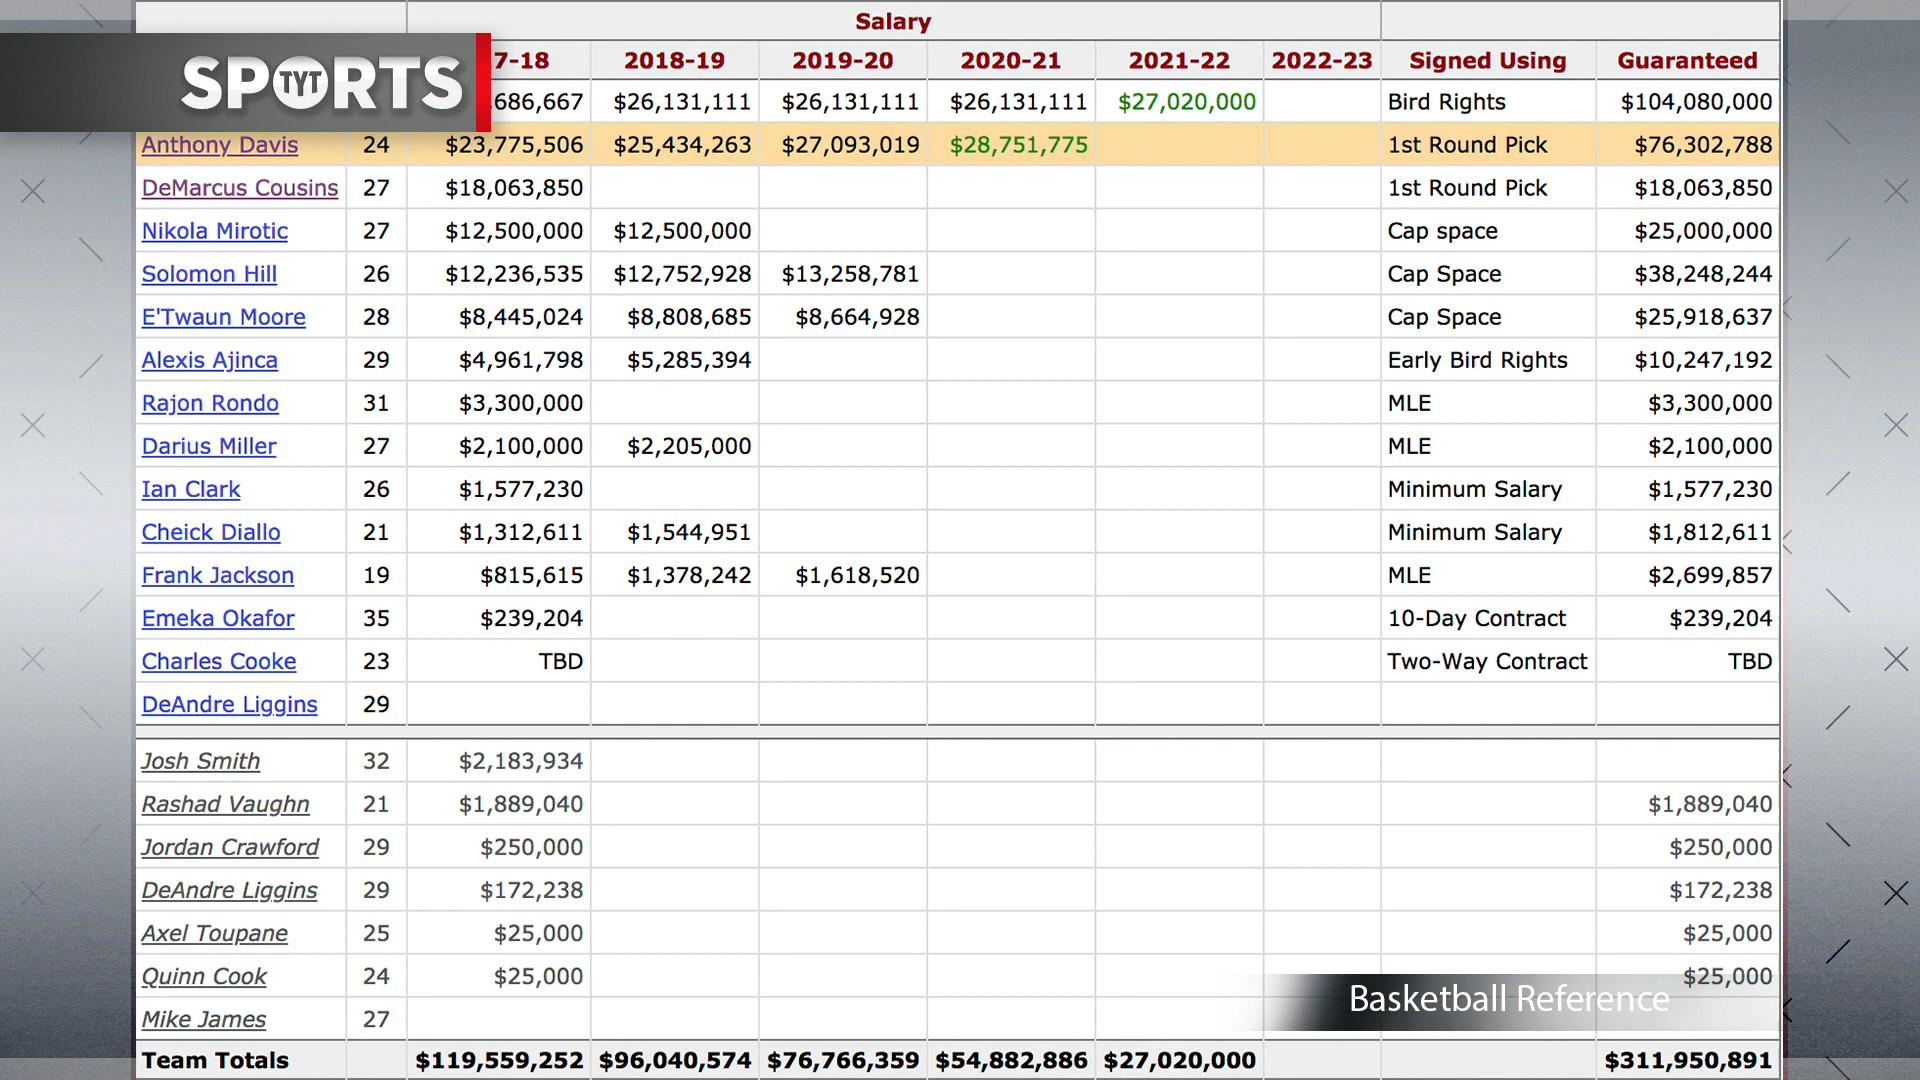 Salary
SPORTS
TYT
7-18 2018-19 2019-20 2020-21 2021-22 2022-23 Signed Using Guaranteed
,686,667 $26,131,111 $26,131,111 $26,131,111 $27,020,000 Bird Rights $104,080,000
Anthony Davis 24 $23,775,506 $25,434,263 $27,093,019 $28,751,775 1st Round Pick $76,302,788
DeMarcus Cousins 27 $18,063,850 1st Round Pick $18,063,850
Nikola Mirotic 27 $12,500,000 $12,500,000 Cap space $25,000,000
Solomon Hill 26 $12,236,535 $12,752,928 $13,258,781 Cap Space $38,248,244
E'Twaun Moore 28 $8,445,024 $8,808,685 $8,664,928 Cap Space $25,918,637
Alexis Ajinca 29 $4,961,798 $5,285,394 Early Bird Rights $10,247,192
Rajon Rondo 31 $3,300,000 MLE $3,300,000
Darius Miller 27 $2,100,000 $2,205,000 MLE $2,100,000
Ian Clark 26 $1,577,230 Minimum Salary $1,577,230
Cheick Diallo 21 $1,312,611 $1,544,951 Minimum Salary $1,812,611
Frank Jackson 19 $815,615 $1,378,242 $1,618,520 MLE $2,699,857
Emeka Okafor 35 $239,204 10-Day Contract $239,204
Charles Cooke 23 TBD Two-Way Contract TBD
DeAndre Liggins 29
Josh Smith 32 $2,183,934
Rashad Vaughn 21 $1,889,040 $1,889,040
Jordan Crawford 29 $250,000 $250,000
DeAndre Liggins 29 $172,238 $172,238
Axel Toupane 25 $25,000 $25,000
Quinn Cook 24 $25,000 $25,000
Basketball Reference
Mike James 27
Team Totals $119,559,252 $96,040,574 $76,766,359 $54,882,886 $27,020,000 $311,950,891